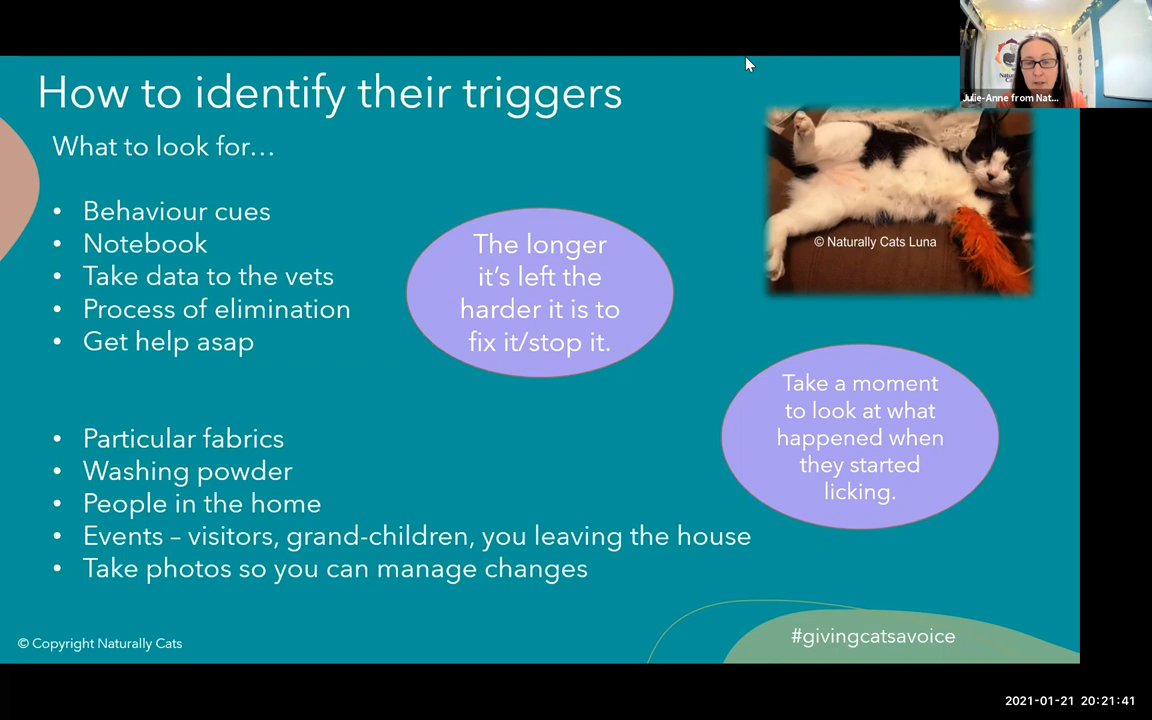 How to identify their triggers
What to look for…
• Behaviour cues
• Notebook
• Take data to the vets
• Process of elimination
• Get help asap
The longer
it’s left the
harder it is to
fix it/stop it.
© Naturally Cats Luna
Take a moment
to look at what
happened when
they started
licking.
• Particular fabrics
• Washing powder
• People in the home
• Events – visitors, grand-children, you leaving the house
• Take photos so you can manage changes
© Copyright Naturally Cats
#givingcatsavoice
Julie-Anne from Nat...
2021-01-21 20:21:41